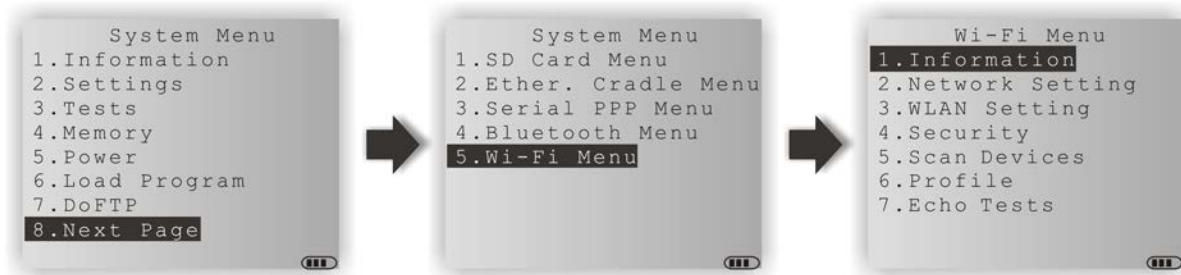 System Menu
1.Information
2.Settings
3.Tests
4.Memory
5.Power
6.Load Program
7.DoFTP
8.Next Page
System Menu
1.SD Card Menu
2.Ether. Cradle Menu
3.Serial PPP Menu
4.Bluetooth Menu
5.Wi-Fi Menu
Wi-Fi Menu
1.Information
2.Network Setting
3.WLAN Setting
4.Security
5.Scan Devices
6.Profile
7.Echo Tests